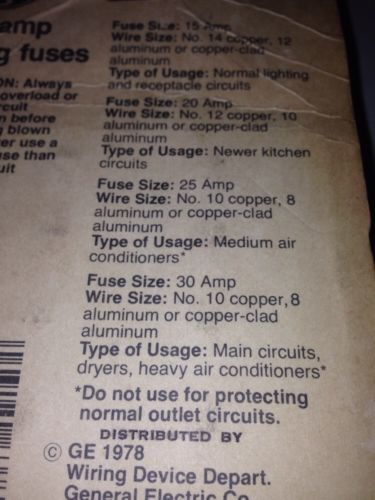 amp
g fuses
ON: Always
overload or
rcuit
n before
g blown
er use a
use than
uit
Fuse Size: 15 Amp
Wire Size: No. 14 copper, 12
aluminum or copper-clad
aluminum
Type of Usage: Normal lighting
and receptacle circuits
Fuse Size: 20 Amp
Wire Size: No. 12 copper, 10
aluminum or copper-clad
aluminum
Type of Usage: Newer kitchen
circuits
Fuse Size: 25 Amp
Wire Size: No. 10 copper, 8
aluminum or copper-clad
aluminum
Type of Usage: Medium air
conditioners*
Fuse Size: 30 Amp
Wire Size: No. 10 copper, 8
aluminum or copper-clad
aluminum
Type of Usage: Main circuits,
dryers, heavy air conditioners*
*Do not use for protecting
normal outlet circuits.
DISTRIBUTED BY
© GE 1978
Wiring Device Depart.
General Electric Co